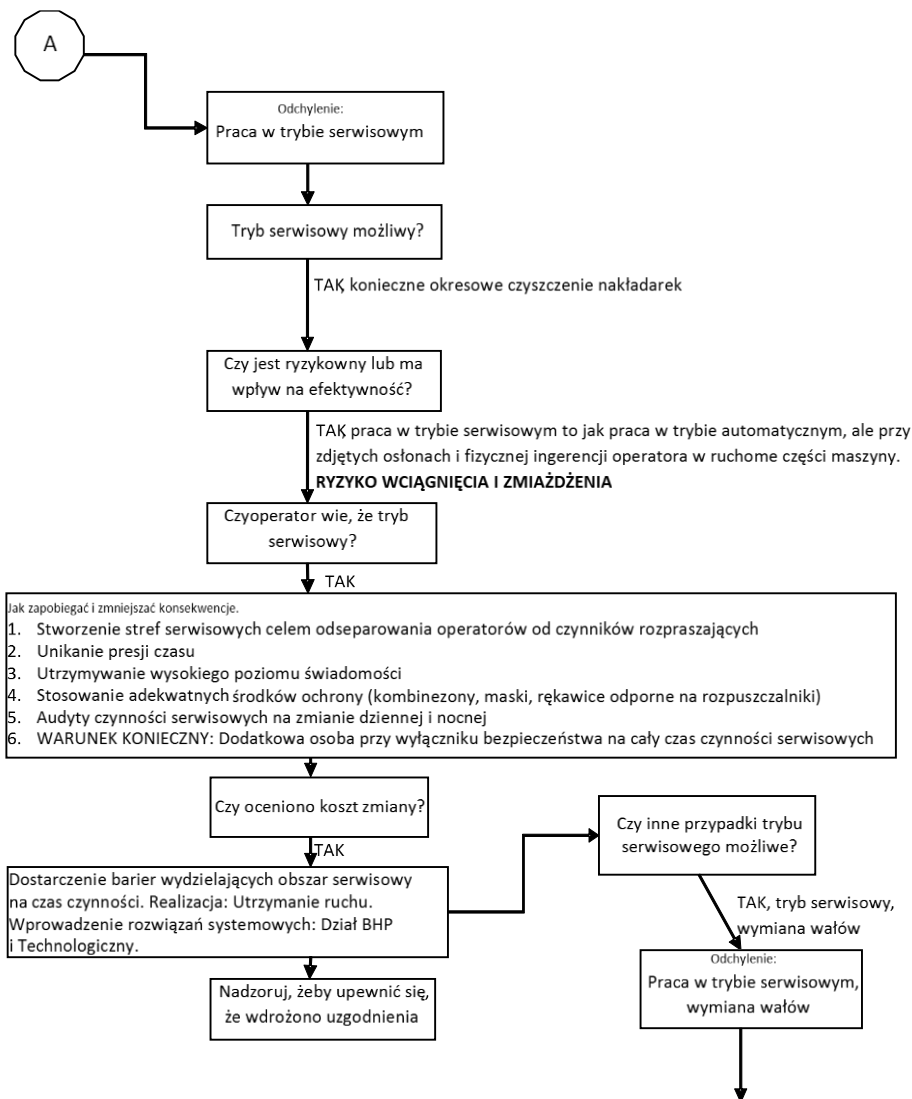 A
Odchylenie:
Praca w trybie serwisowym
Tryb serwisowy możliwy?
TAK, konieczne okresowe czyszczenie nakładarek
Czy jest ryzykowny lub ma
wpływ na efektywność?
TAK, praca w trybie serwisowym to jak praca w trybie automatycznym, ale przy
zdjętych osłonach i fizycznej ingerencji operatora w ruchome części maszyny.
RYZYKO WCIĄGNIĘCIA I ZMIAŻDŻENIA
Czyoperator wie, że tryb
serwisowy?
TAK
Jak zapobiegać i zmniejszać konsekwencje.
1. Stworzenie stref serwisowych celem odseparowania operatorów od czynników rozpraszających
2. Unikanie presji czasu
3. Utrzymywanie wysokiego poziomu świadomości
4. Stosowanie adekwatnych środków ochrony (kombinezony, maski, rękawice odporne na rozpuszczalniki)
5. Audyty czynności serwisowych na zmianie dziennej i nocnej
6. WARUNEK KONIECZNY: Dodatkowa osoba przy wyłączniku bezpieczeństwa na cały czas czynności serwisowych
Czy oceniono koszt zmiany?
TAK
Dostarczenie barier wydzielających obszar serwisowy
na czas czynności. Realizacja: Utrzymanie ruchu.
Wprowadzenie rozwiązań systemowych: Dział BHP
i Technologiczny.
Nadzoruj, żeby upewnić się,
że wdrożono uzgodnienia
Czy inne przypadki trybu
serwisowego możliwe?
TAK, tryb serwisowy,
wymiana wałów
Odchylenie:
Praca w trybie serwisowym,
wymiana wałów